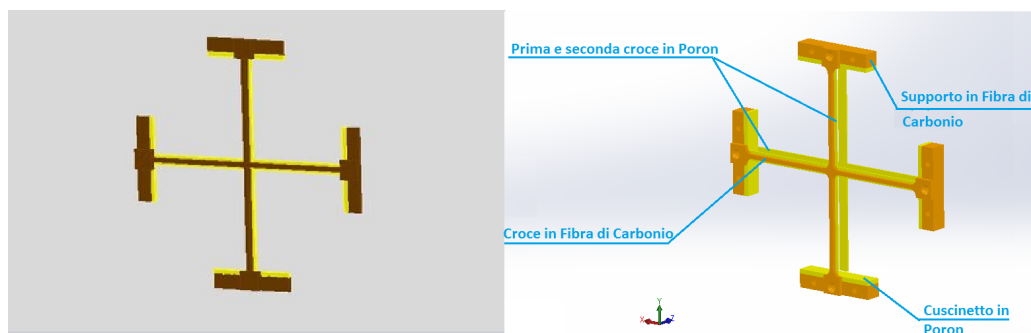 Prima e seconda croce in Poron
Supporto in Fibra di
Carbonio
Croce in Fibra di Carbonio
Cuscinetto in
Poron
Y
X
Z